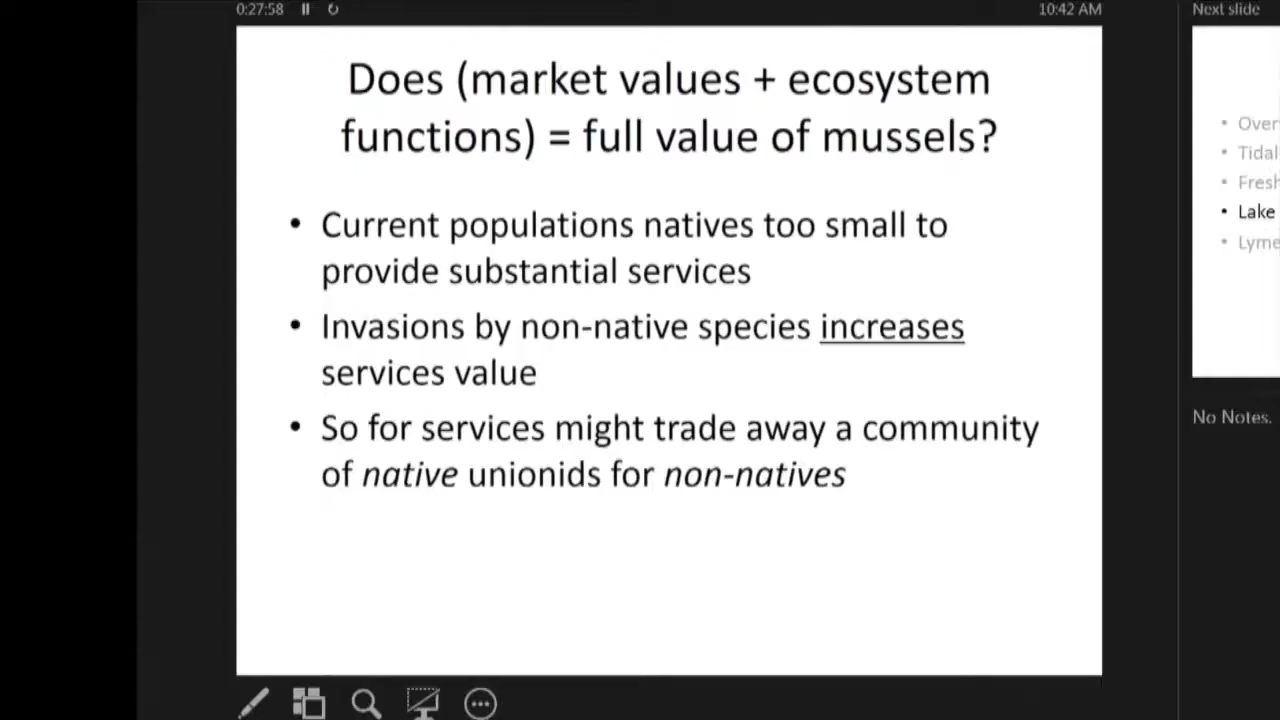 0:27:58
10:42 AM
Next slide
Does (market values + ecosystem
functions) = full value of mussels?
• Current populations natives too small to
provide substantial services
• Invasions by non-native species increases
services value
• So for services might trade away a community
of native unionids for non-natives
• Over
• Tidal
• Fresh
• Lake
• Lyme
No Notes.